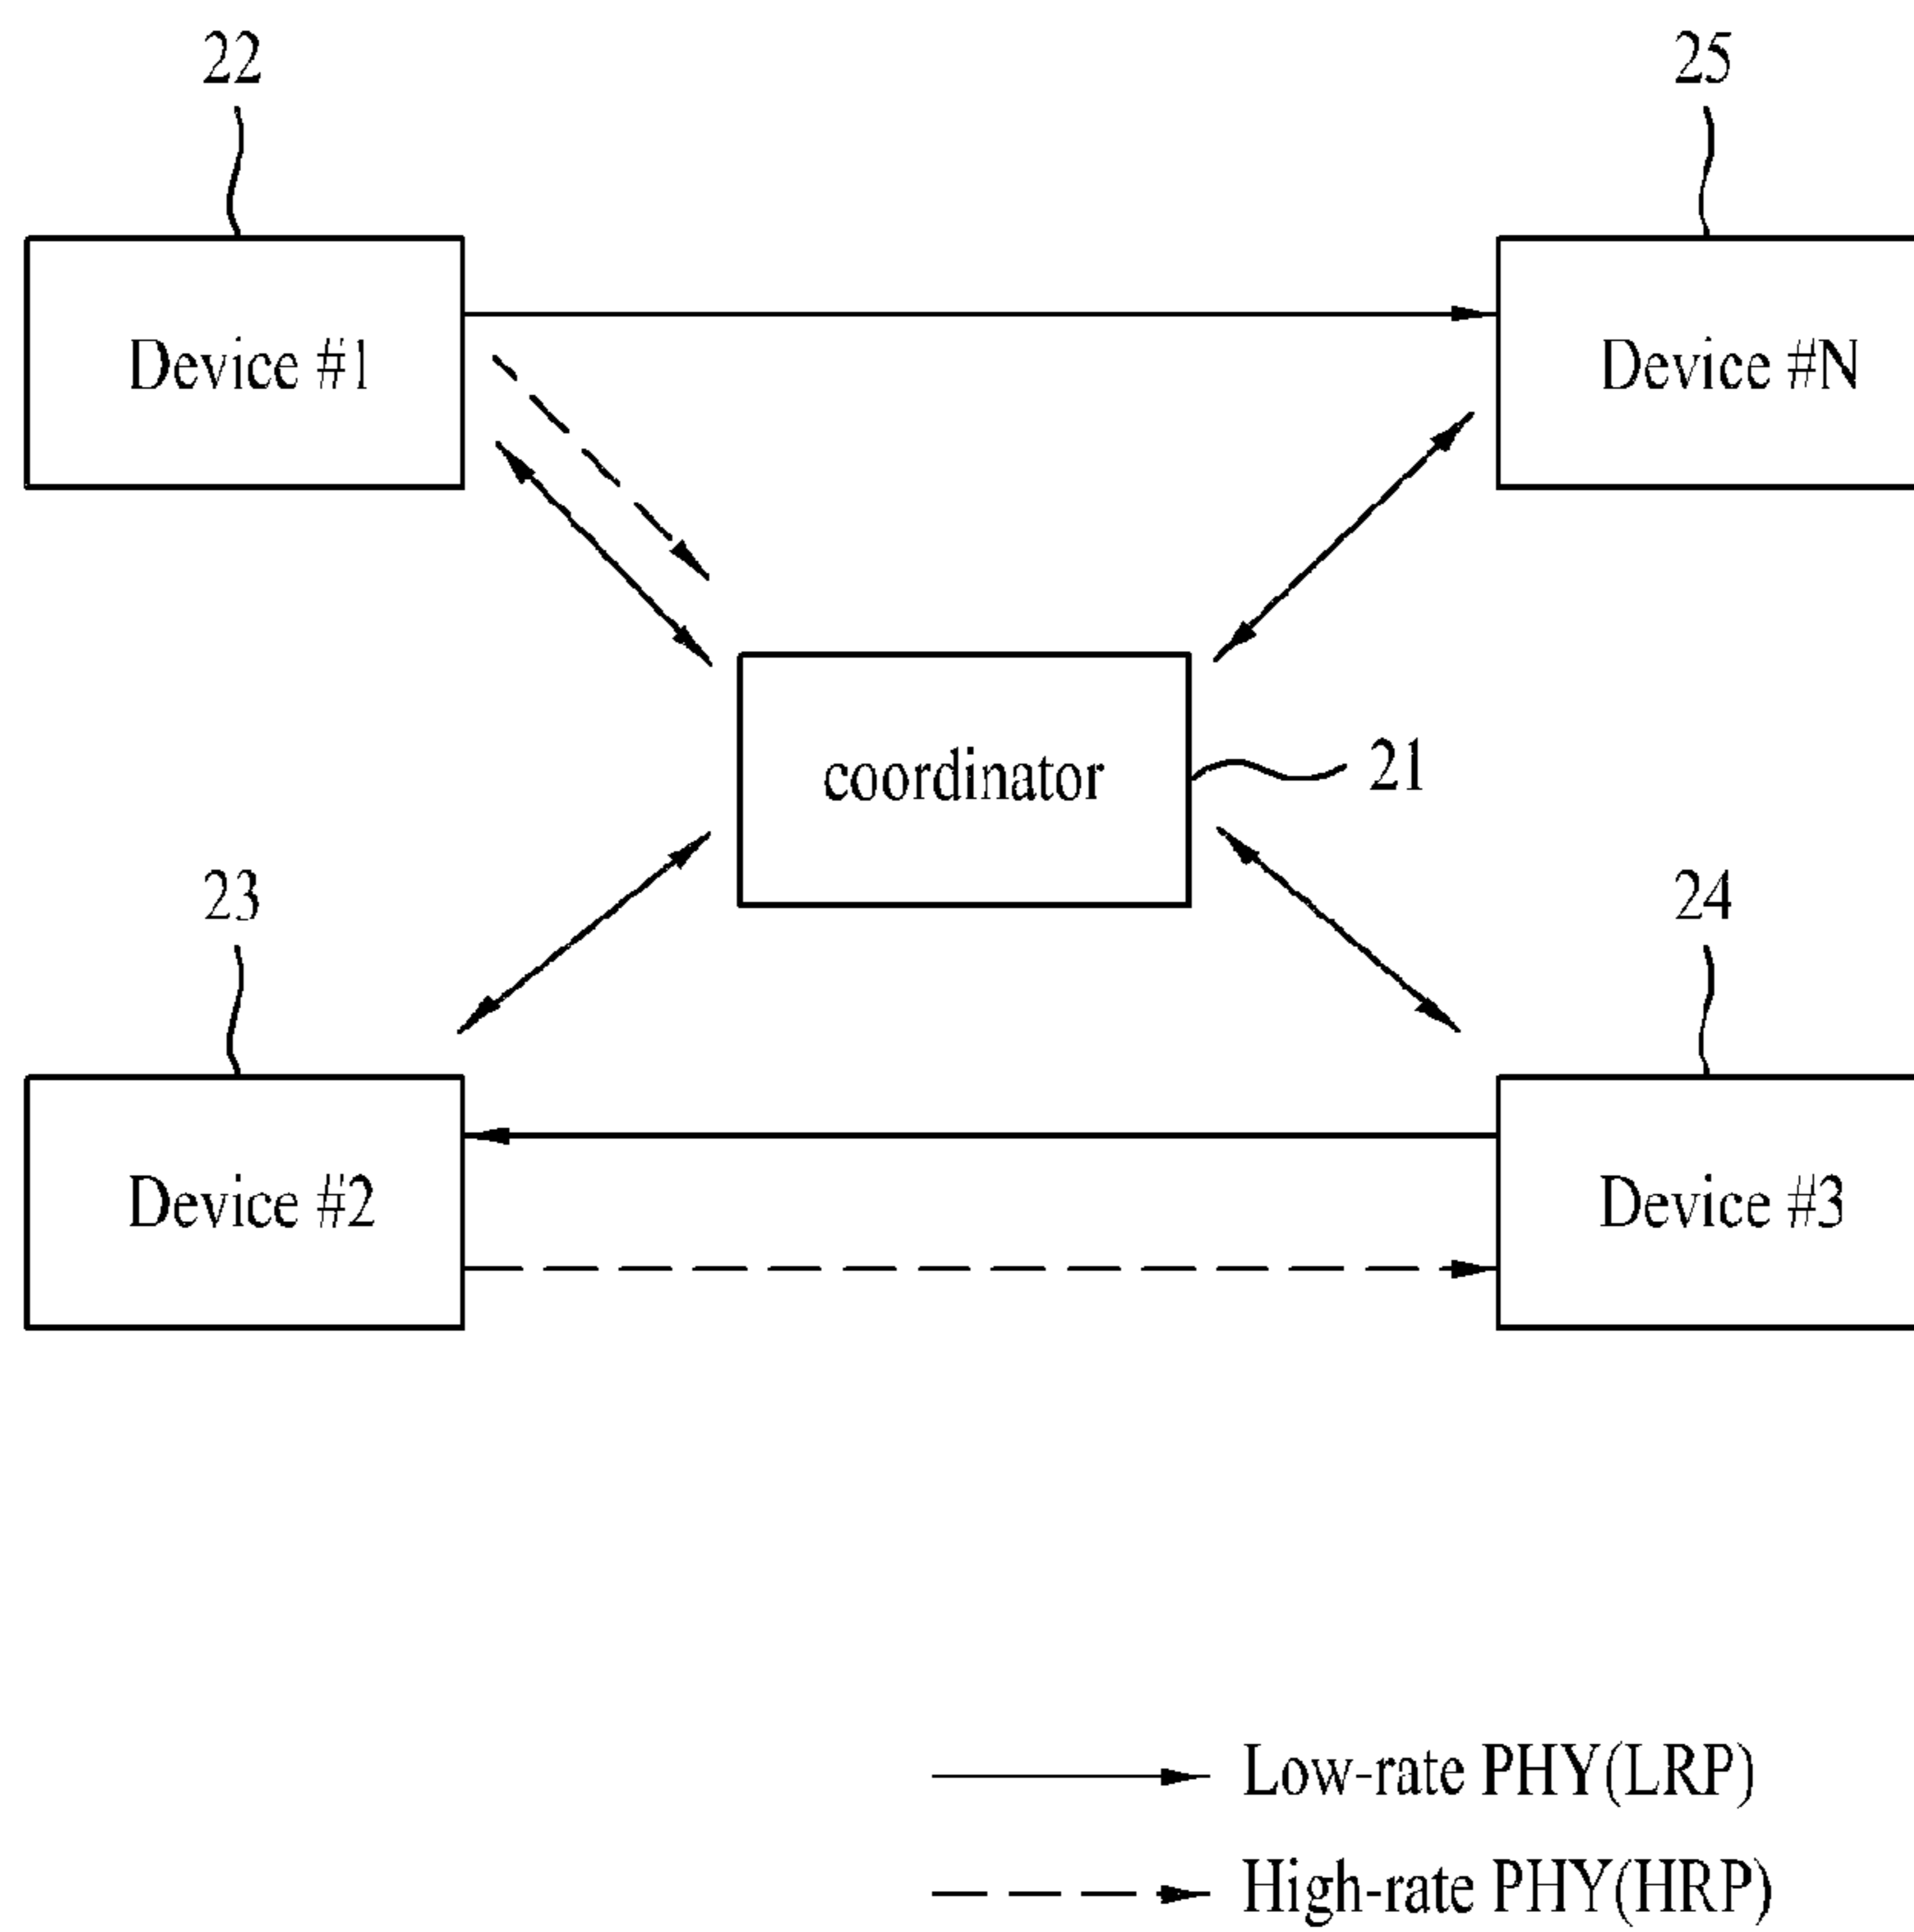 22
25
Device #1
Device #N
coordinator
21
23
24
Device #2
Device #3
Low-rate PHY(LRP)
High-rate PHY(HRP)